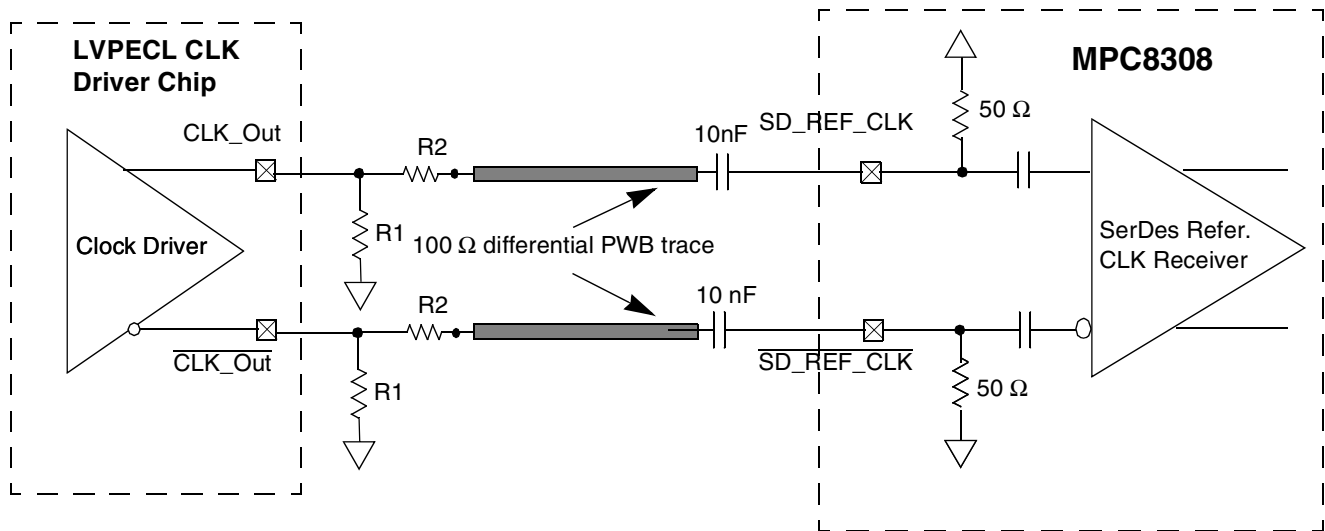 LVPECL CLK
Driver Chip
MPC8308
CLK_Out
R2
10nF
SD_REF_CLK
50 Ω
Clock Driver
R1
100 Ω differential PWB trace
SerDes Refer.
CLK Receiver
R2
10 nF
CLK_Out
SD_REF_CLK
R1
50 Ω